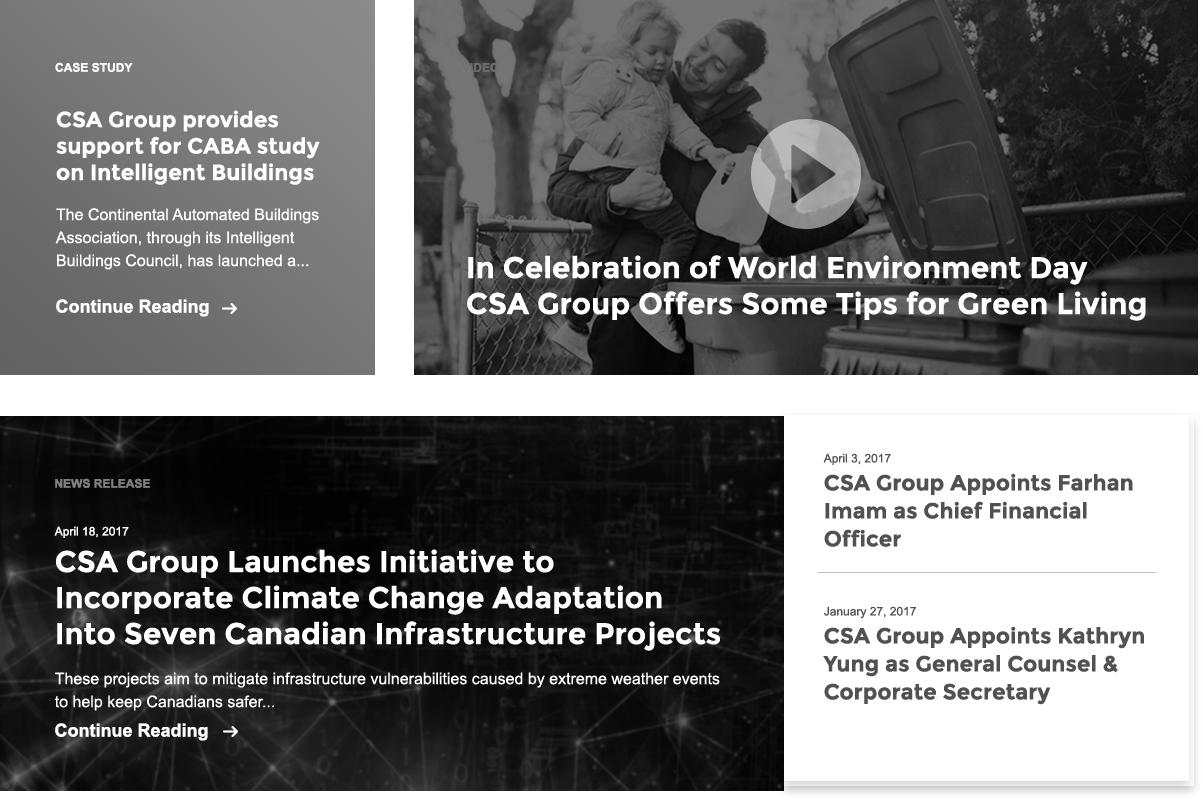 CASE STUDY
CSA Group provides
support for CABA study
on Intelligent Buildings
The Continental Automated Buildings
Association, through its Intelligent
Buildings Council, has launched a...
Continue Reading →
VIDEO
In Celebration of World Environment Day
CSA Group Offers Some Tips for Green Living
NEWS RELEASE
April 18, 2017
CSA Group Launches Initiative to
Incorporate Climate Change Adaptation
Into Seven Canadian Infrastructure Projects
These projects aim to mitigate infrastructure vulnerabilities caused by extreme weather events
to help keep Canadians safer...
Continue Reading →
April 3, 2017
CSA Group Appoints Farhan
Imam as Chief Financial
Officer
January 27, 2017
CSA Group Appoints Kathryn
Yung as General Counsel &
Corporate Secretary